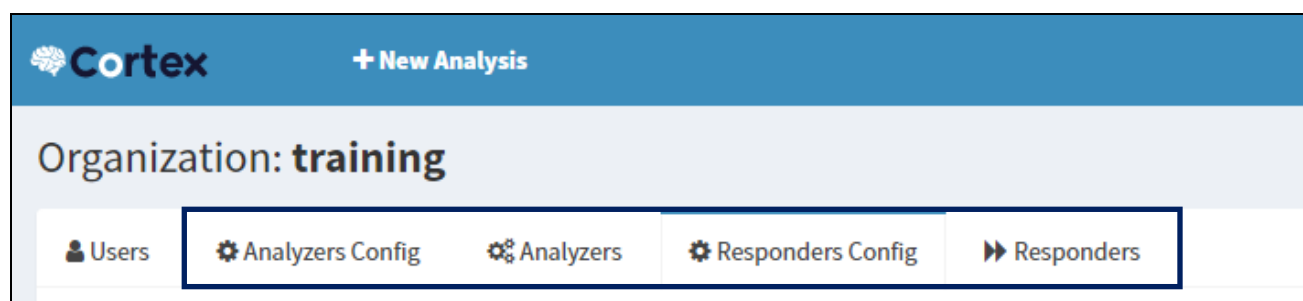 Cortex + New Analysis
Organization: training
Users Analyzers Config Analyzers Responders Config Responders